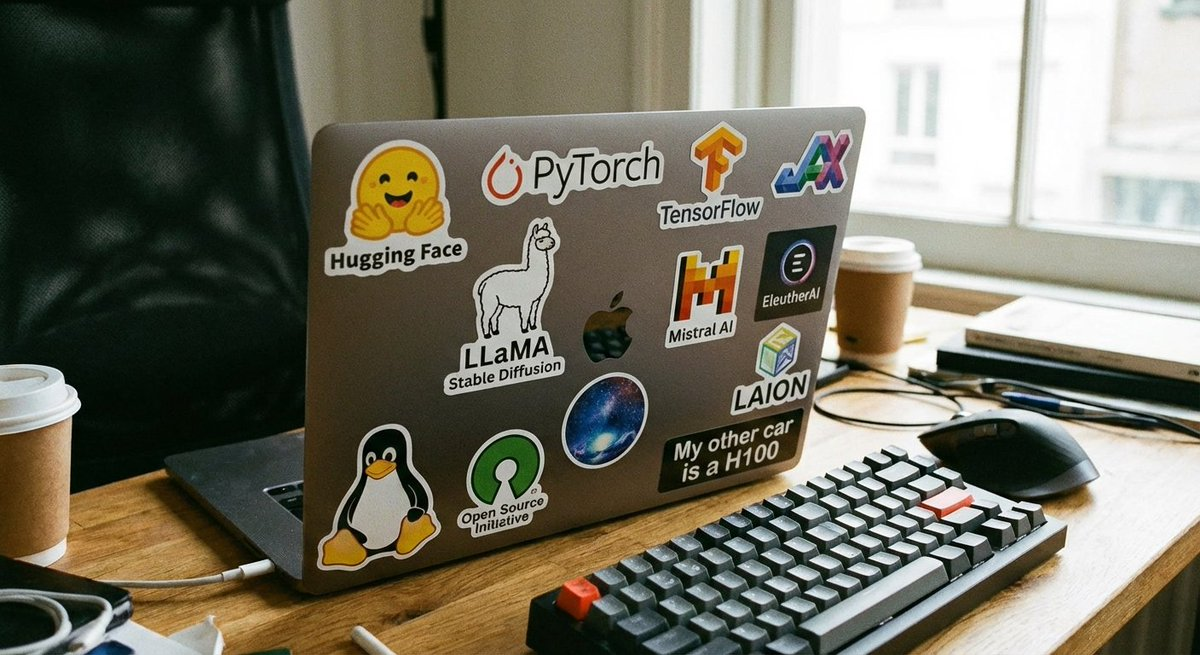 Hugging Face
PyTorch
TensorFlow
JAX
LLaMA
Stable Diffusion
Mistral AI
EleutherAI
LAION
My other car
is a H100
Open Source
Initiative